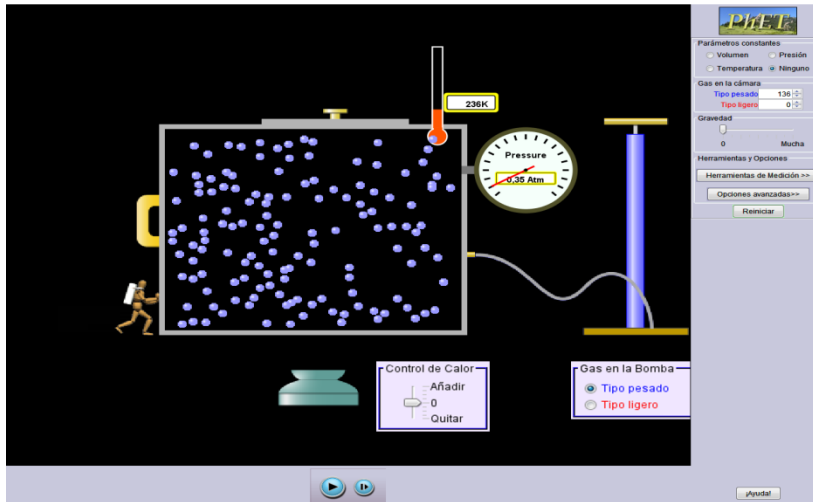 PhET
Parámetros constantes
Volumen Presión
Temperatura Ninguno
Gas en la cámara
Tipo pesado 136
Tipo ligero 0
Gravedad
0 Mucha
Herramientas y Opciones
Herramientas de Medición >>
Opciones avanzadas>>
Reiniciar
236K
Pressure
0,35 Atm
Control de Calor
Añadir
0
Quitar
Gas en la Bomba
Tipo pesado
Tipo ligero
¡Ayuda!